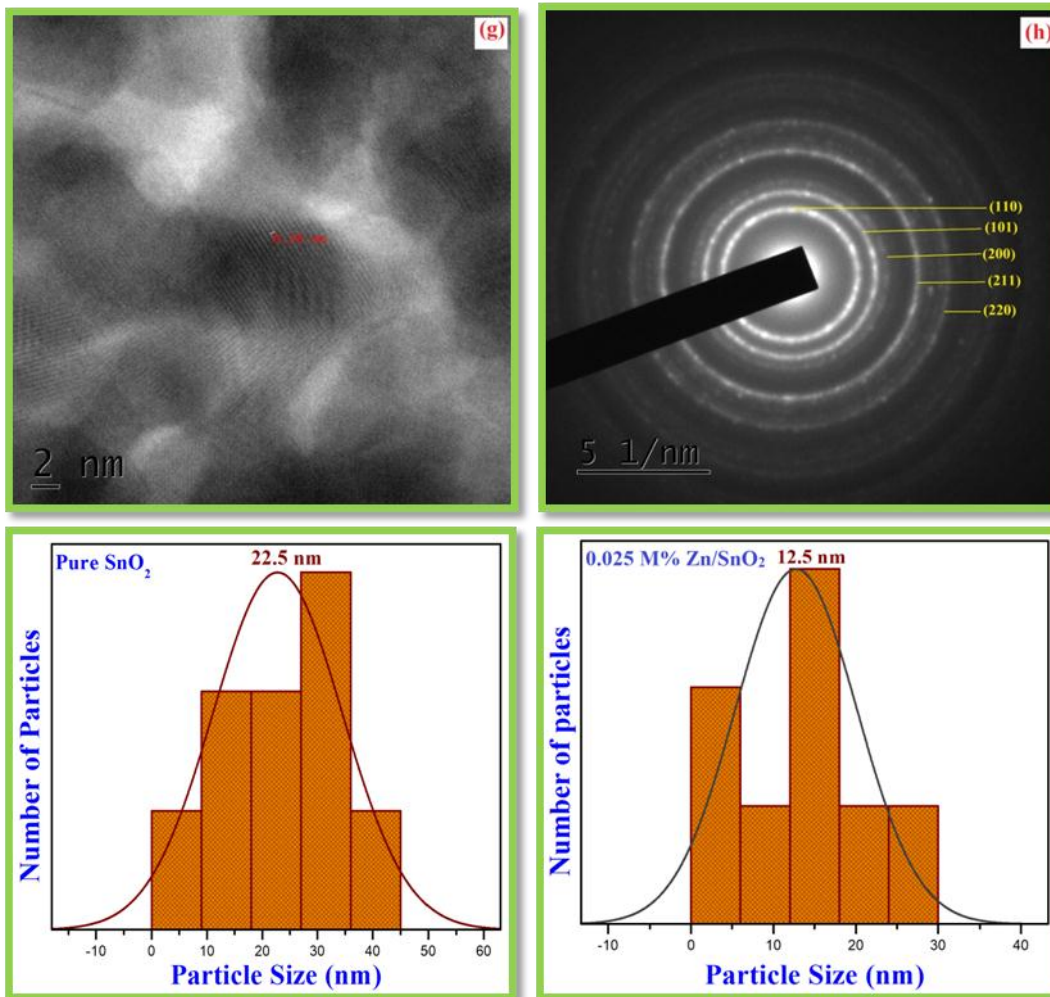 (g)
2 nm
(h)
(110)
(101)
(200)
(211)
(220)
5 1/nm
Pure SnO₂
22.5 nm
Number of Particles
-10 0 10 20 30 40 50 60
Particle Size (nm)
0.025 M% Zn/SnO₂ 12.5 nm
Number of particles
-10 0 10 20 30 40
Particle Size (nm)